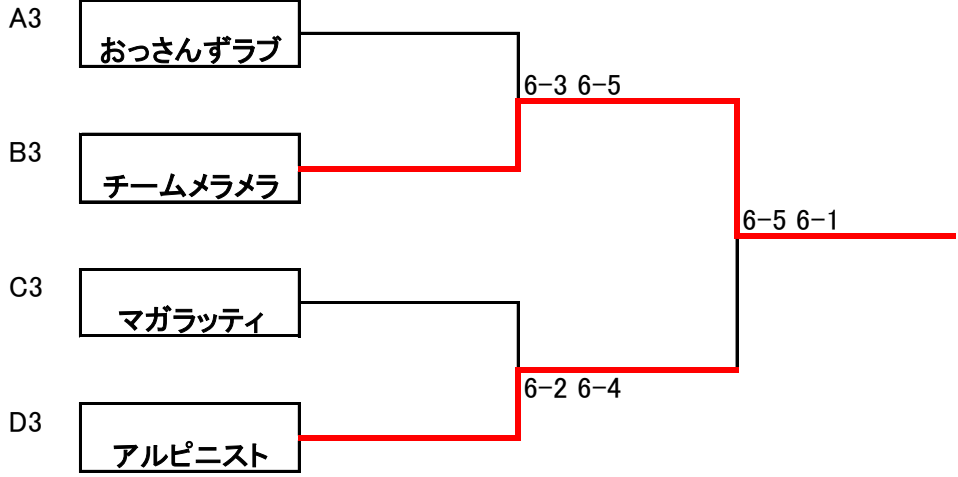 A3
おっさんずラブ
6-3 6-5
B3
チームメラメラ
6-5 6-1
C3
マガラッティ
6-2 6-4
D3
アルピニスト